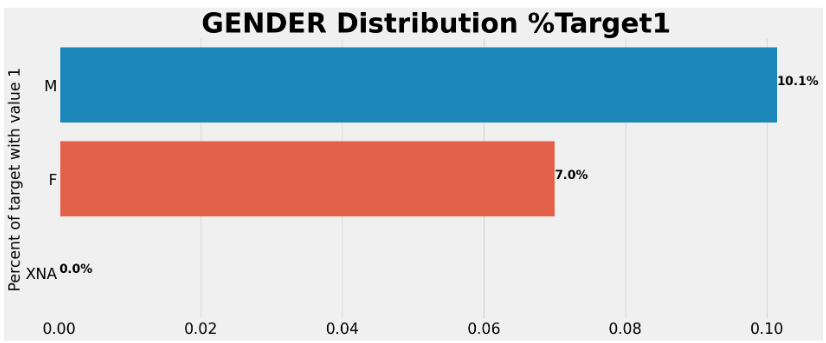 GENDER Distribution %Target1
Percent of target with value 1
M
10.1%
F
7.0%
XNA
0.0%
0.00 0.02 0.04 0.06 0.08 0.10